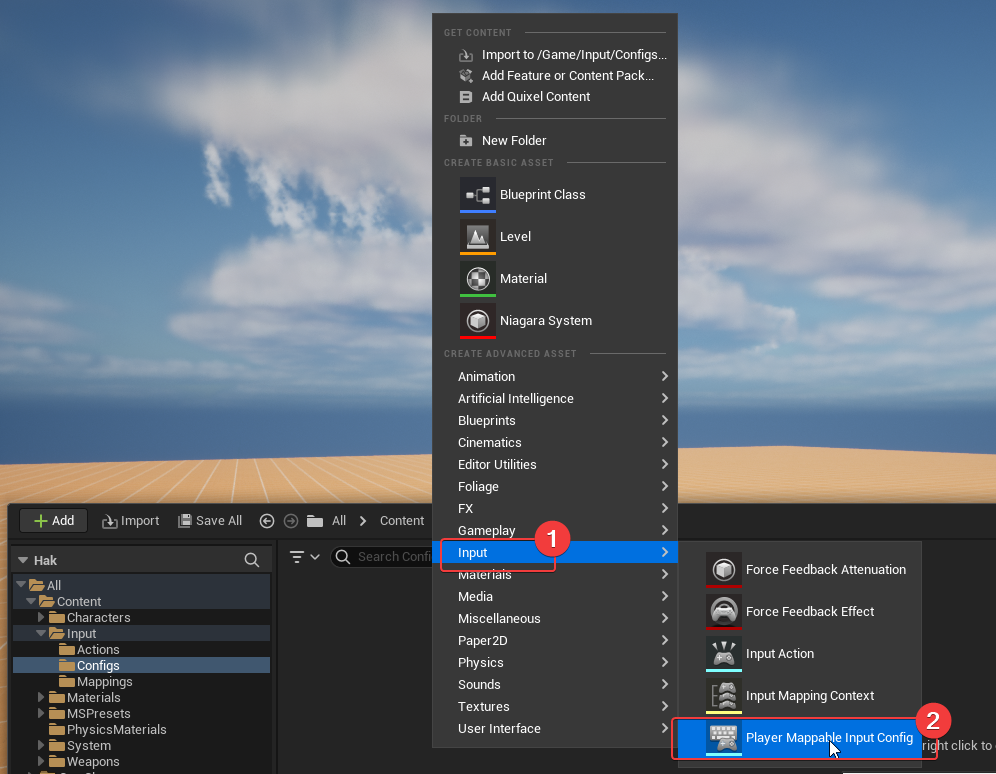 GET CONTENT
Import to /Game/Input/Configs...
Add Feature or Content Pack...
Add Quixel Content
FOLDER
New Folder
CREATE BASIC ASSET
Blueprint Class
Level
Material
Niagara System
CREATE ADVANCED ASSET
Animation
Artificial Intelligence
Blueprints
Cinematics
Editor Utilities
Foliage
FX
Gameplay
Input
1
Materials
Media
Miscellaneous
Paper2D
Physics
Sounds
Textures
User Interface
Force Feedback Attenuation
Force Feedback Effect
Input Action
Input Mapping Context
Player Mappable Input Config
2
right click to
Add
Import
Save All
All
Content
Hak
Search Confi
All
Content
Characters
Input
Actions
Configs
Mappings
Materials
MSPresets
PhysicsMaterials
System
Weapons